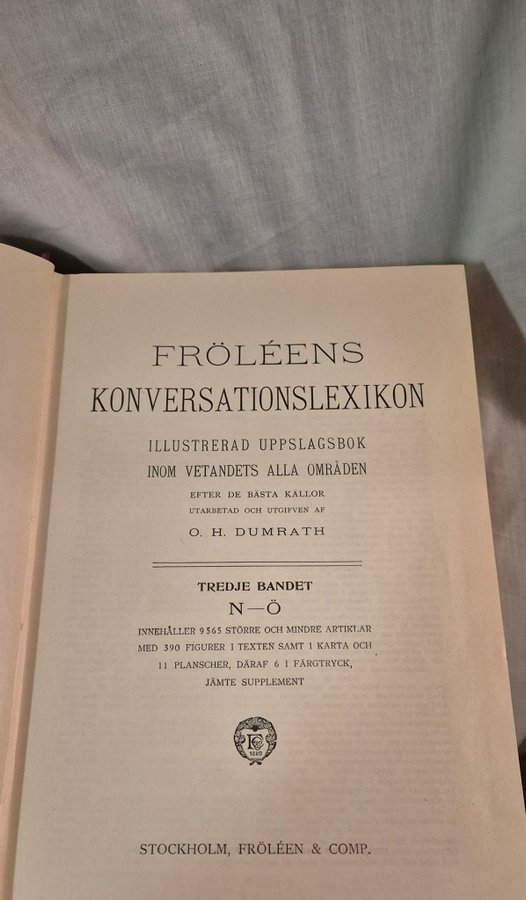 FRÖLÉENS
KONVERSATIONSLEXIKON
ILLUSTRERAD UPPSLAGSBOK
INOM VETANDETS ALLA OMRÅDEN
EFTER DE BÄSTA KÄLLOR
UTARBETAD OCH UTGIFVEN AF
O. H. DUMRATH
TREDJE BANDET
N—Ö
INNEHÅLLER 9565 STÖRRE OCH MINDRE ARTIKLAR
MED 390 FIGURER I TEXTEN SAMT 1 KARTA OCH
11 PLANSCHER, DÄRAF 6 I FÄRGTRYCK,
JÄMTE SUPPLEMENT
STOCKHOLM, FRÖLÉEN & COMP.